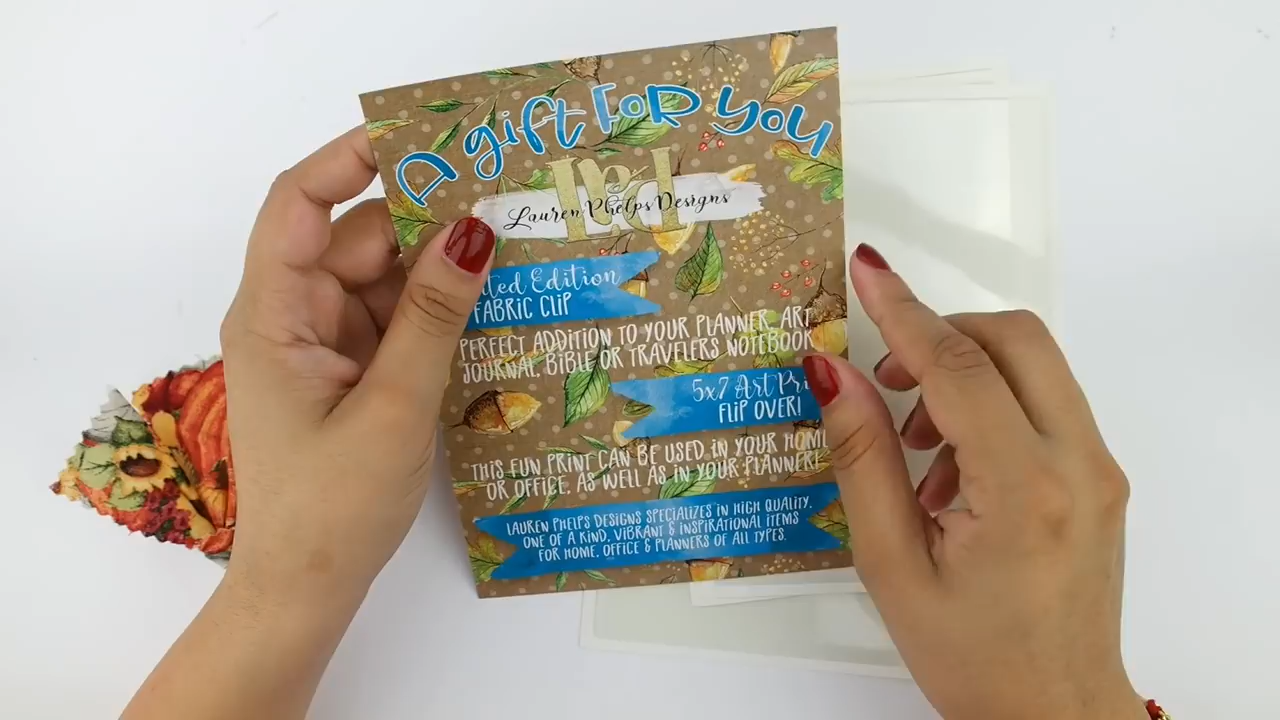 A gift FOR YOU
LPD
Lauren Phelps Designs
Edition
FABRIC CLIP
PERFECT ADDITION TO YOUR PLANNER, ART
JOURNAL, BIBLE OR TRAVELERS NOTEBOOK
5x7 Art
FLIP OVER!
THIS FUN PRINT CAN BE USED IN YOUR
OR OFFICE, AS WELL AS IN YOUR PLANNER!
LAUREN PHELPS DESIGNS SPECIALIZES IN HIGH QUALITY,
ONE OF A KIND, VIBRANT & INSPIRATIONAL ITEMS
FOR HOME, OFFICE & PLANNERS OF ALL TYPES.